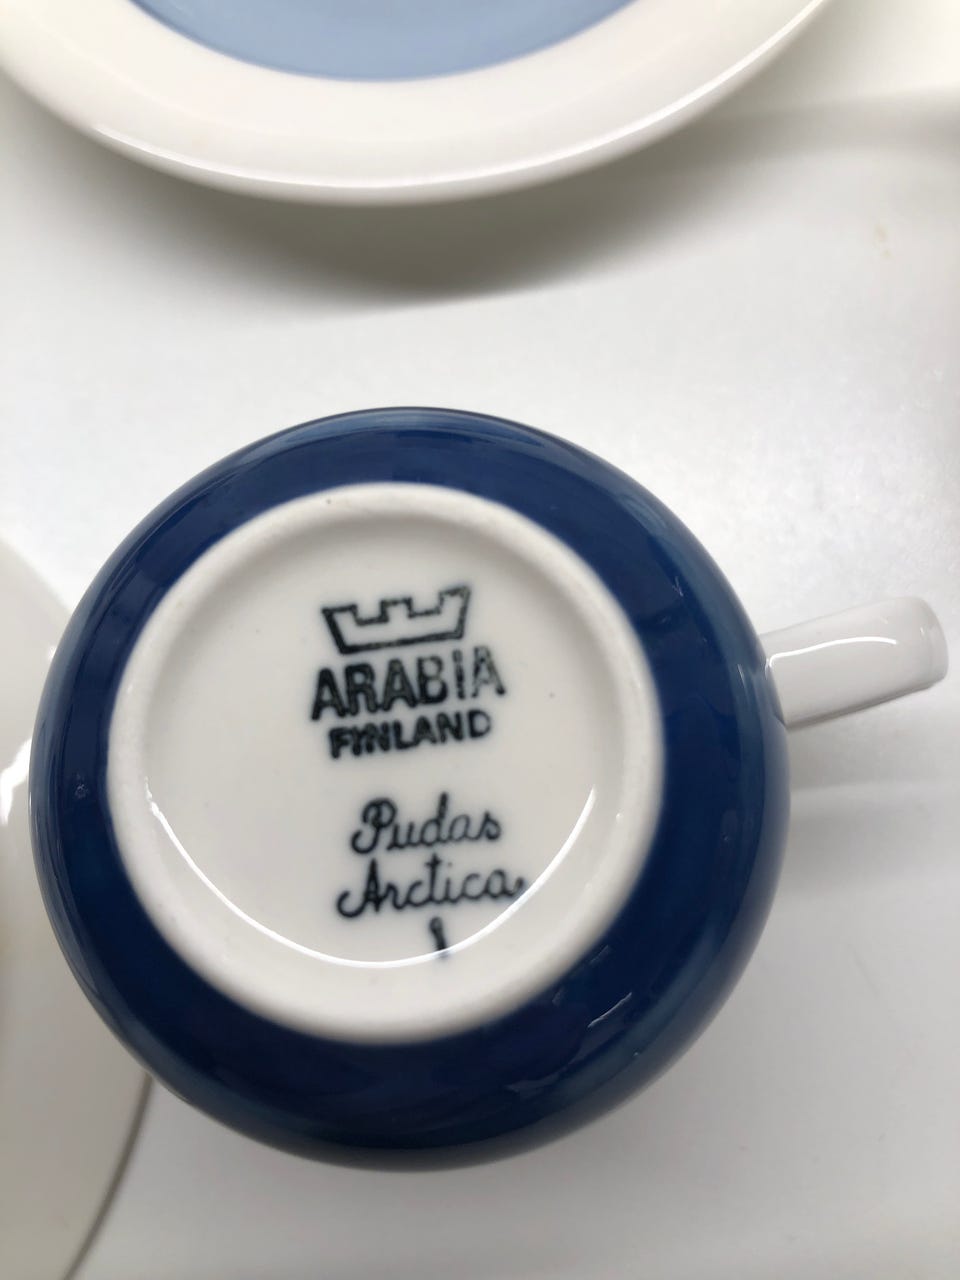 ARABIA
FINLAND
Pudas
Arctica